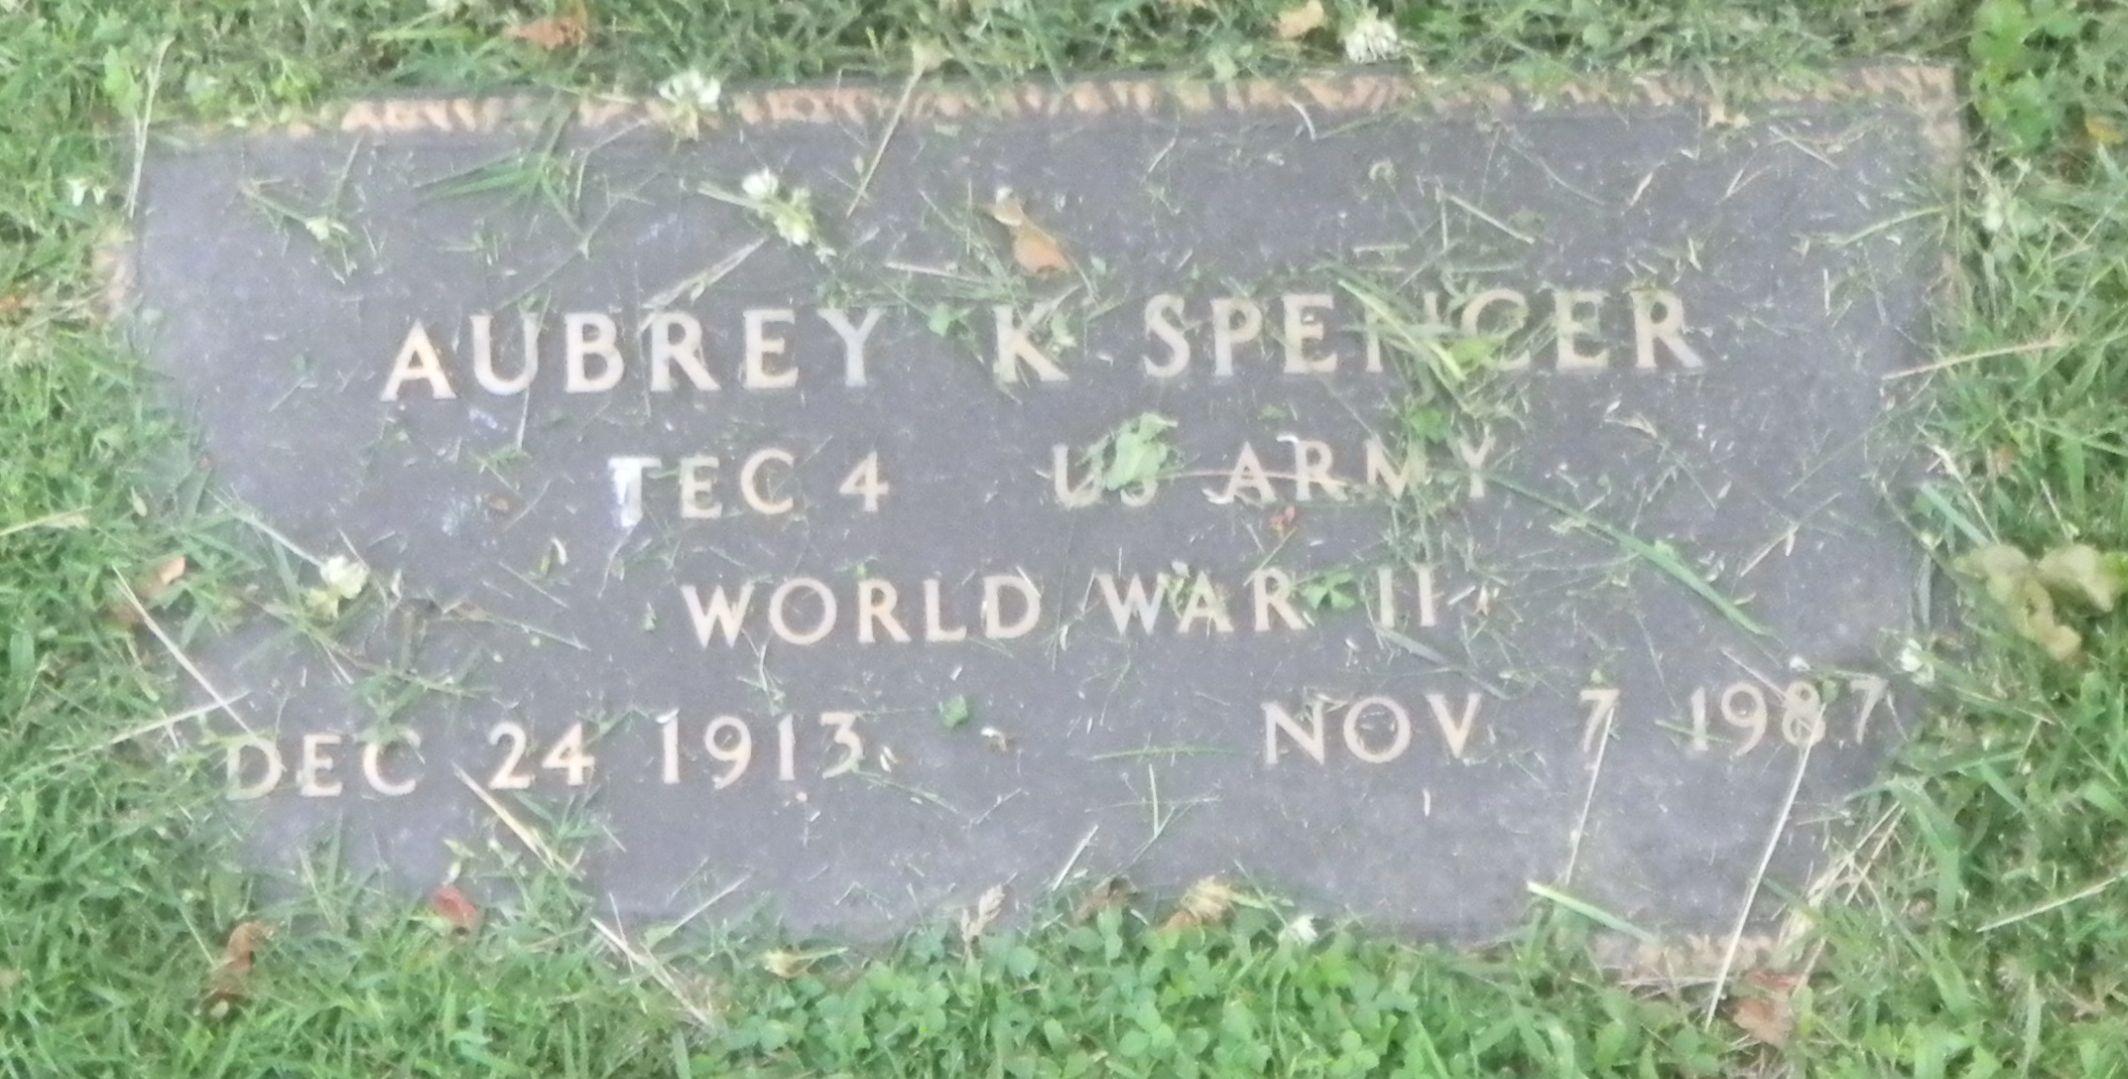 AUBREY K SPENCER
TEC 4 US ARMY
WORLD WAR II
DEC 24 1913 NOV 7 1987